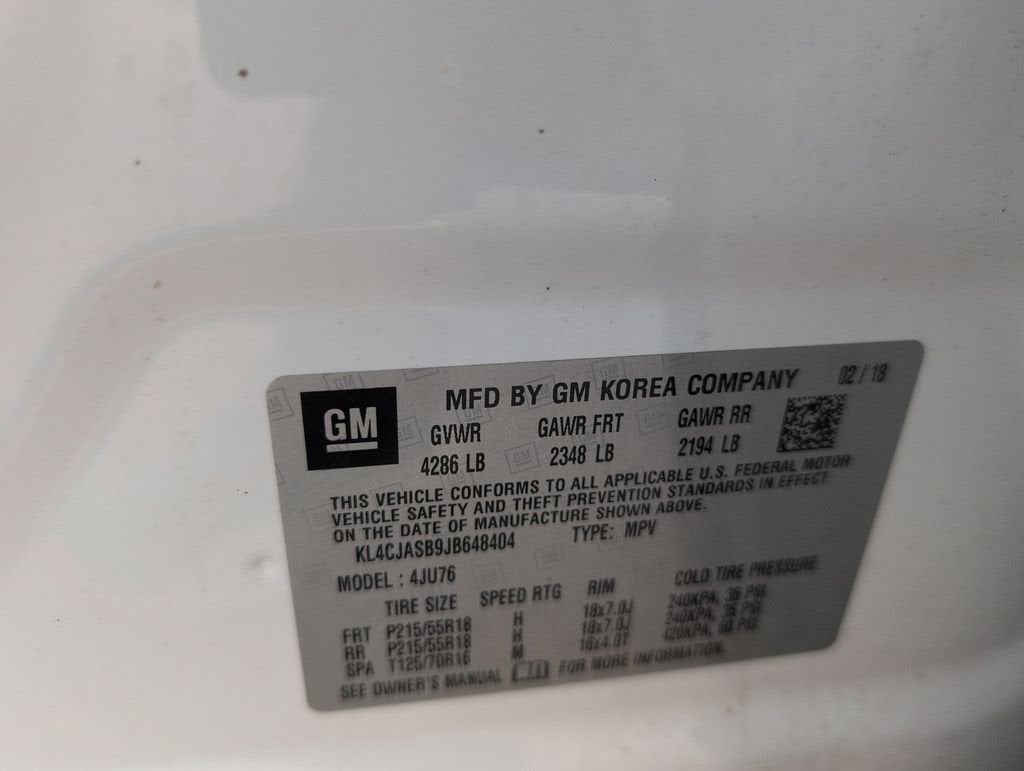 GM
MFD BY GM KOREA COMPANY 02/18
GVWR GAWR FRT GAWR RR
4286 LB 2348 LB 2194 LB
THIS VEHICLE CONFORMS TO ALL APPLICABLE U.S. FEDERAL MOTOR
VEHICLE SAFETY AND THEFT PREVENTION STANDARDS IN EFFECT
ON THE DATE OF MANUFACTURE SHOWN ABOVE.
KL4CJASB9JB648404 TYPE: MPV
MODEL: 4JU76
TIRE SIZE SPEED RTG RIM COLD TIRE PRESSURE
FRT P215/55R18 H 18x7.0J 240KPA, 35 PSI
RR P215/55R18 H 18x7.0J 240KPA, 35 PSI
SPA T125/70R16 M 16x4.0T 420KPA, 60 PSI
SEE OWNER'S MANUAL FOR MORE INFORMATION.